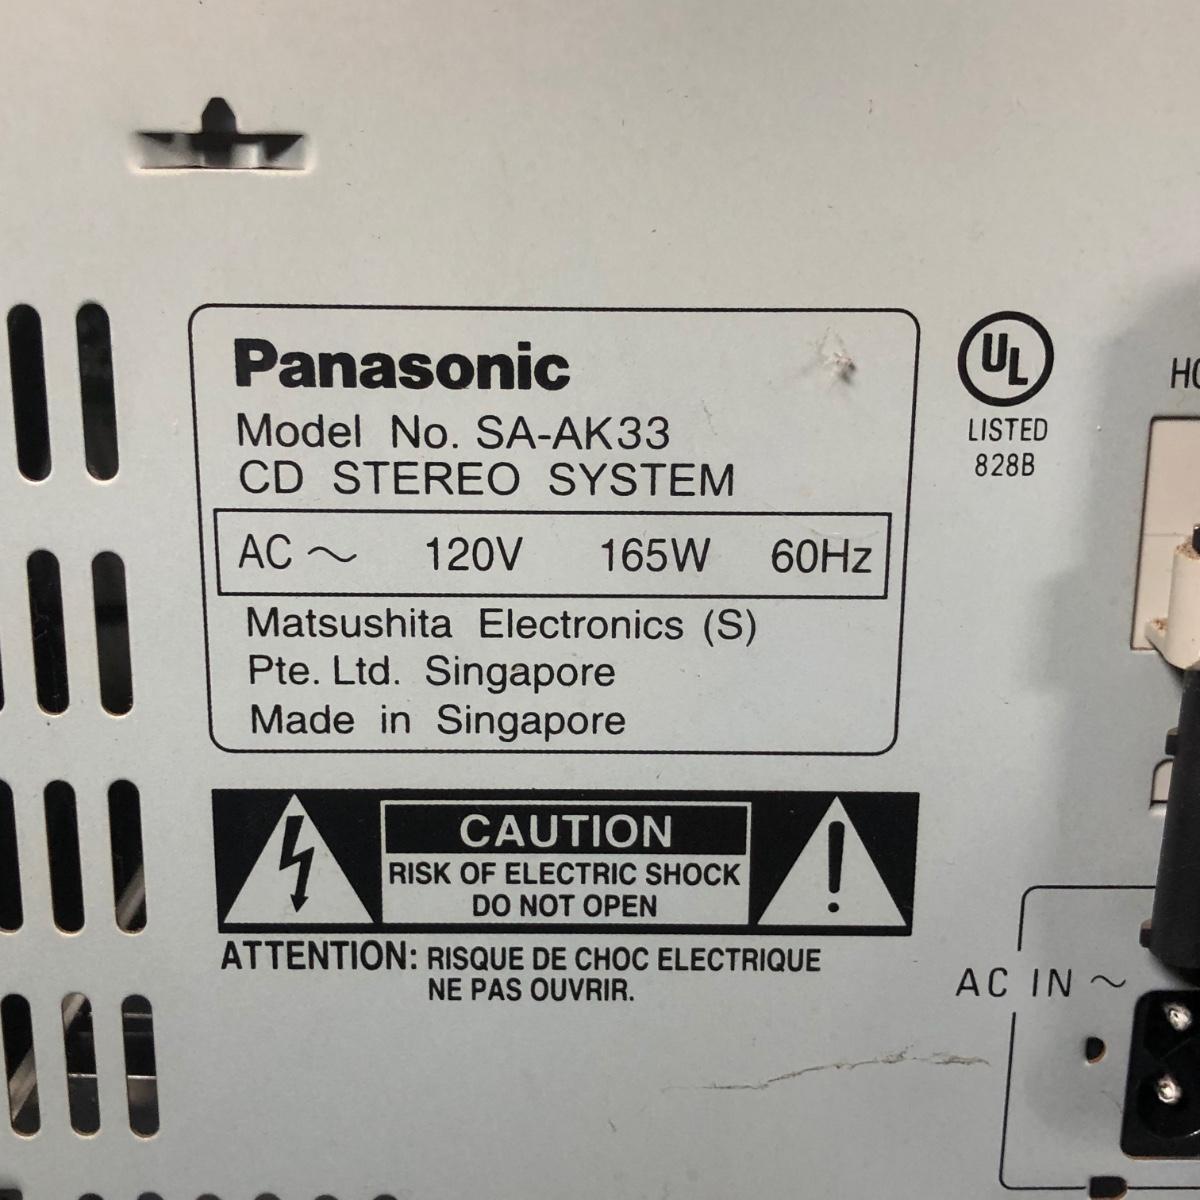 Panasonic
Model No. SA-AK33
CD STEREO SYSTEM
AC ~ 120V 165W 60Hz
Matsushita Electronics (S)
Pte. Ltd. Singapore
Made in Singapore
UL
LISTED
828B
CAUTION
RISK OF ELECTRIC SHOCK
DO NOT OPEN
ATTENTION: RISQUE DE CHOC ELECTRIQUE
NE PAS OUVRIR.
AC IN ~